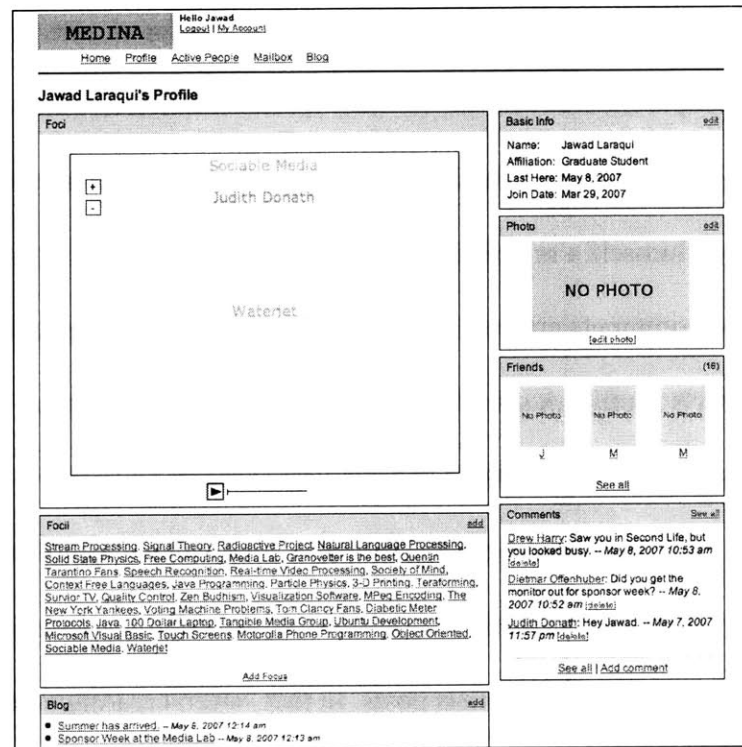 MEDINA
Hello Jawad
Logout | My Account
Home Profile Active People Mailbox Blog
Jawad Laraqui's Profile
Foci
Sociable Media
+
Judith Donath
-
Waterjet
Focii add
Stream Processing, Signal Theory, Radioactive Project, Natural Language Processing,
Solid State Physics, Free Computing, Media Lab, Granovetter is the best, Quentin
Tarantino Fans, Speech Recognition, Real-time Video Processing, Society of Mind,
Context Free Languages, Java Programming, Particle Physics, 3-D Printing, Teraforming,
Survior TV, Quality Control, Zen Budhism, Visualization Software, MPeg Encoding, The
New York Yankees, Voting Machine Problems, Tom Clancy Fans, Diabetic Meter
Protocols, Java, 100 Dollar Laptop, Tangible Media Group, Ubuntu Development,
Microsoft Visual Basic, Touch Screens, Motorolla Phone Programming, Object Oriented,
Sociable Media, Waterjet
Add Focus
Blog add
Summer has arrived. -- May 8, 2007 12:14 am
Sponsor Week at the Media Lab -- May 8, 2007 12:13 am
Basic Info edit
Name: Jawad Laraqui
Affiliation: Graduate Student
Last Here: May 8, 2007
Join Date: Mar 29, 2007
Photo edit
NO PHOTO
[edit photo]
Friends (16)
No Photo No Photo No Photo
J M M
See all
Comments See all
Drew Harry: Saw you in Second Life, but
you looked busy. -- May 8, 2007 10:53 am
[delete]
Dietmar Offenhuber: Did you get the
monitor out for sponsor week? -- May 8,
2007 10:52 am [delete]
Judith Donath: Hey Jawad. -- May 7, 2007
11:57 pm [delete]
See all | Add comment